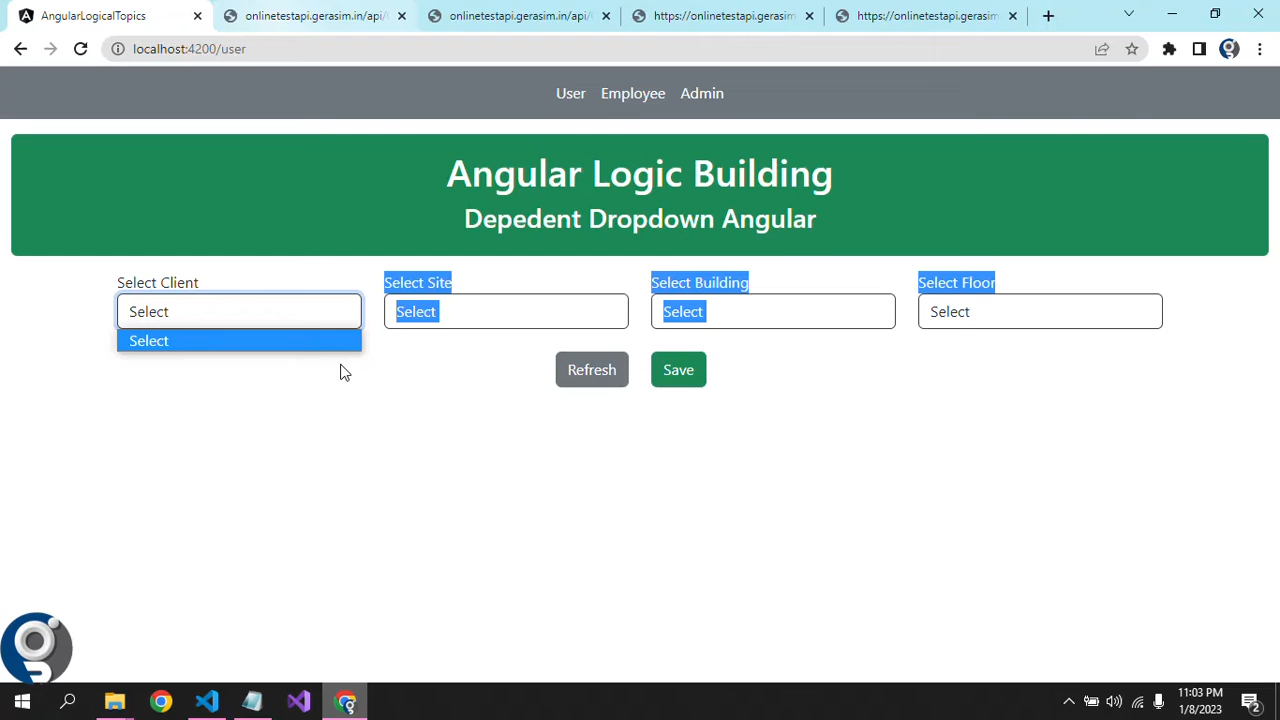 AngularLogicalTopics
onlinetestapi.gerasim.in/api/
onlinetestapi.gerasim.in/api/
https://onlinetestapi.gerasim
https://onlinetestapi.gerasim
localhost:4200/user
User Employee Admin
Angular Logic Building
Depedent Dropdown Angular
Select Client Select Site Select Building Select Floor
Select Select Select Select
Select
Refresh Save
11:03 PM
1/8/2023
2